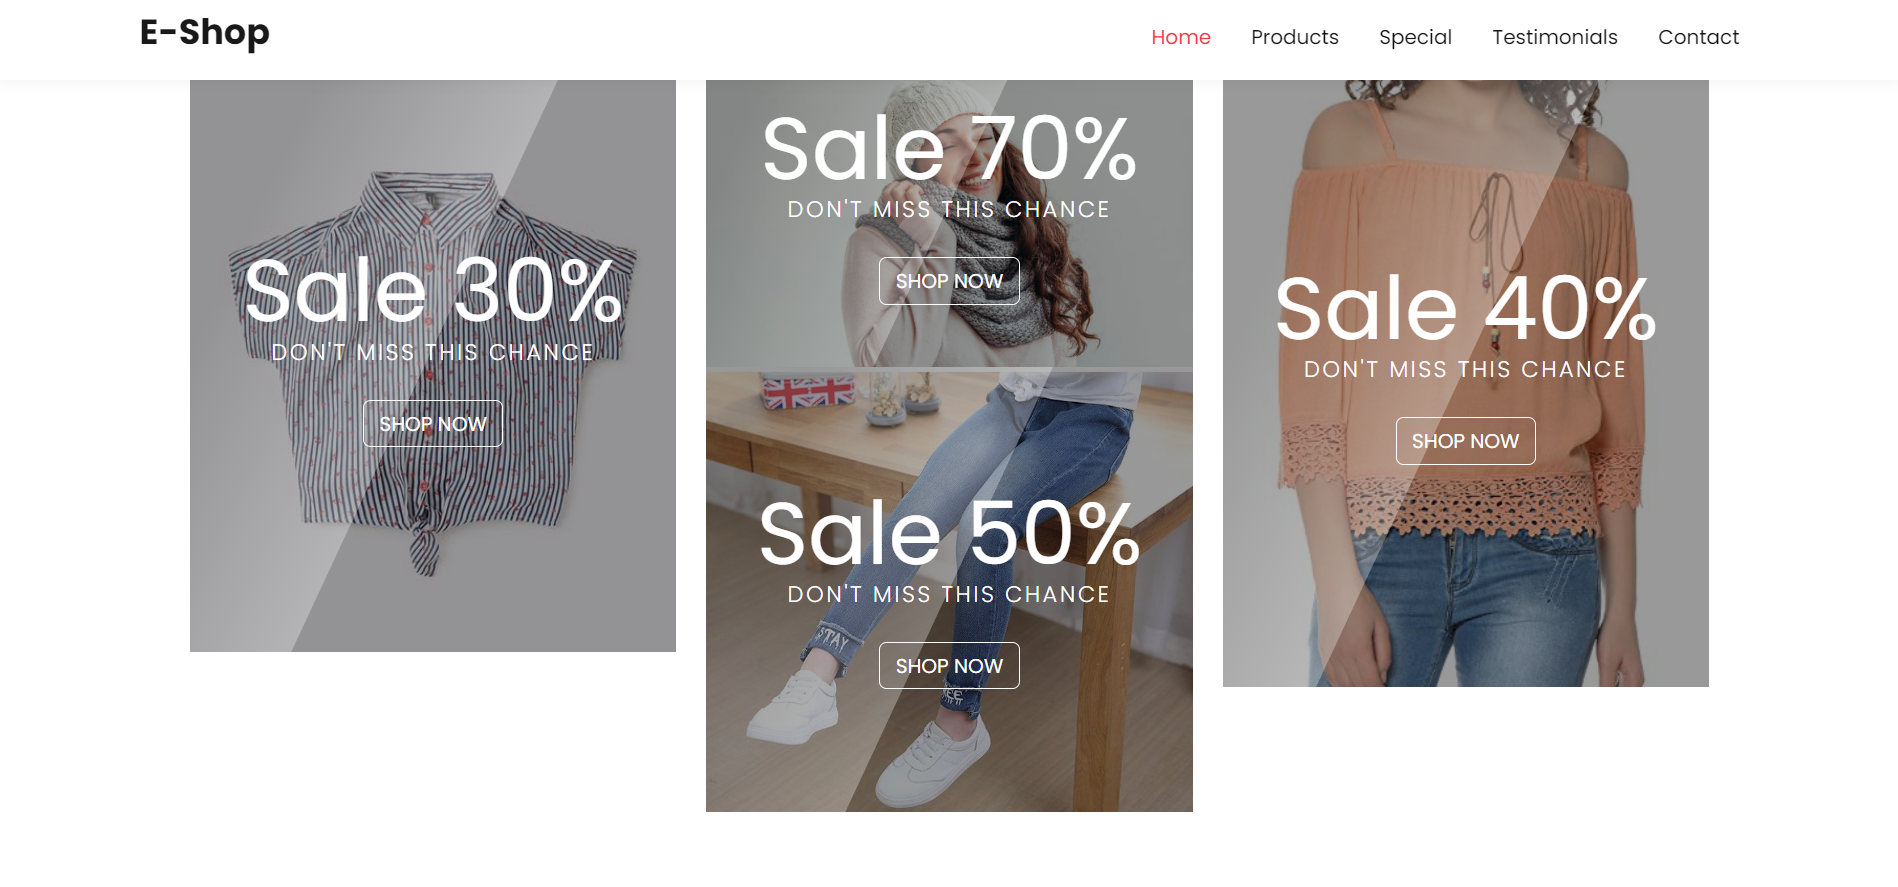 E-Shop
Home Products Special Testimonials Contact
Sale 30%
DON'T MISS THIS CHANCE
SHOP NOW
Sale 70%
DON'T MISS THIS CHANCE
SHOP NOW
Sale 50%
DON'T MISS THIS CHANCE
SHOP NOW
STAY
Sale 40%
DON'T MISS THIS CHANCE
SHOP NOW